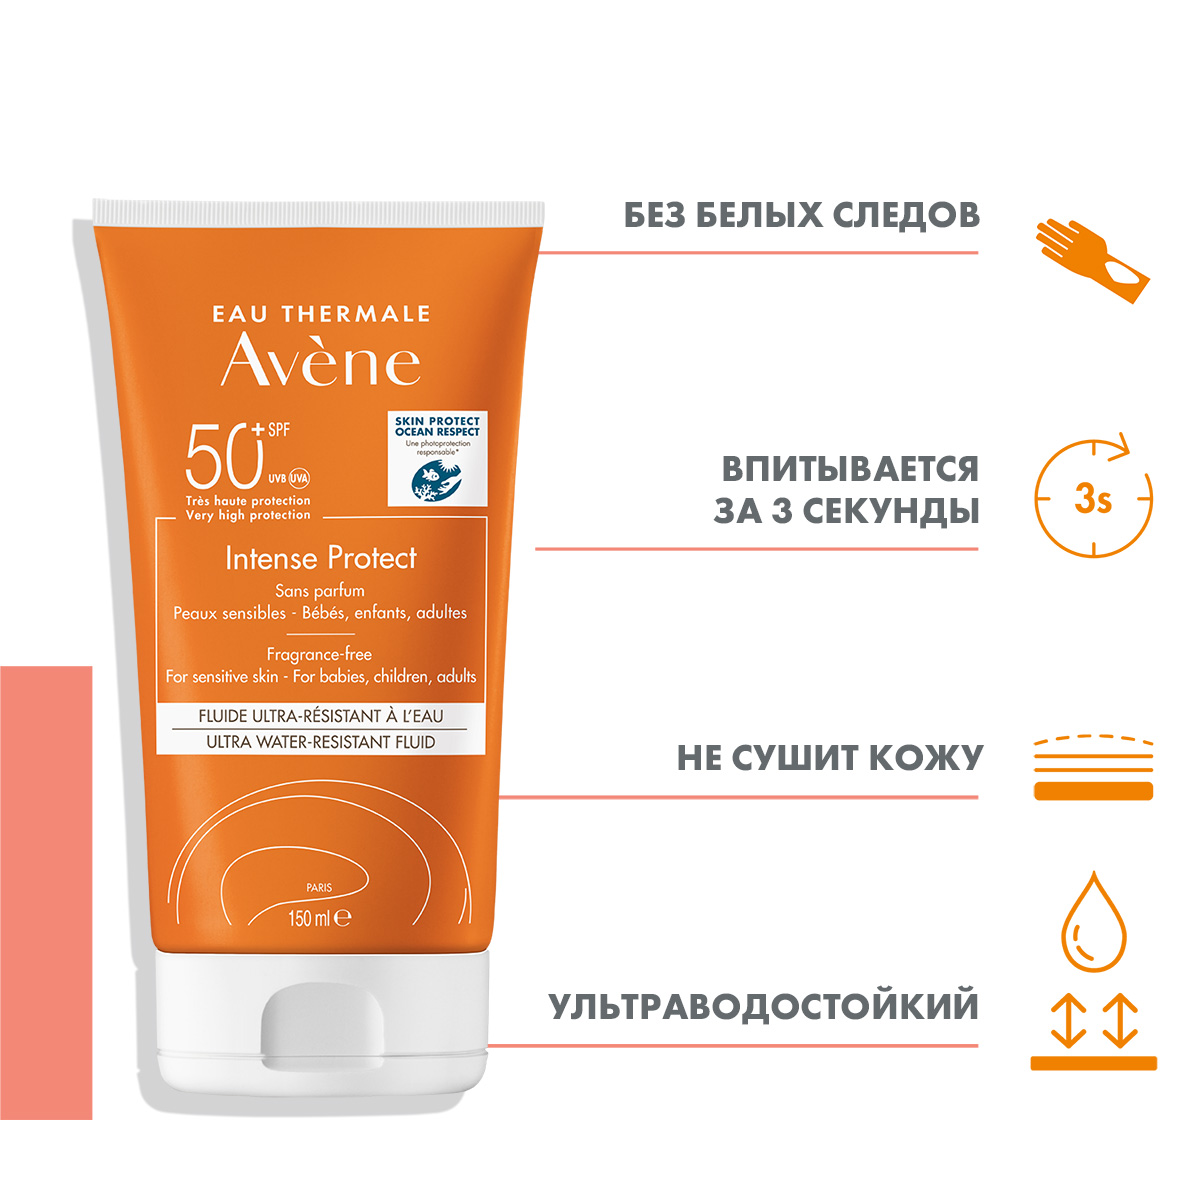 EAU THERMALE
Avène
50+ SPF
UVB UVA
Très haute protection
Very high protection
SKIN PROTECT
OCEAN RESPECT
Une photoprotection
responsable*
Intense Protect
Sans parfum
Peaux sensibles - Bébés, enfants, adultes
Fragrance-free
For sensitive skin - For babies, children, adults
FLUIDE ULTRA-RÉSISTANT À L'EAU
ULTRA WATER-RESISTANT FLUID
PARIS
150 ml ℮
БЕЗ БЕЛЫХ СЛЕДОВ
ВПИТЫВАЕТСЯ
ЗА 3 СЕКУНДЫ
3s
НЕ СУШИТ КОЖУ
УЛЬТРАВОДОСТОЙКИЙ